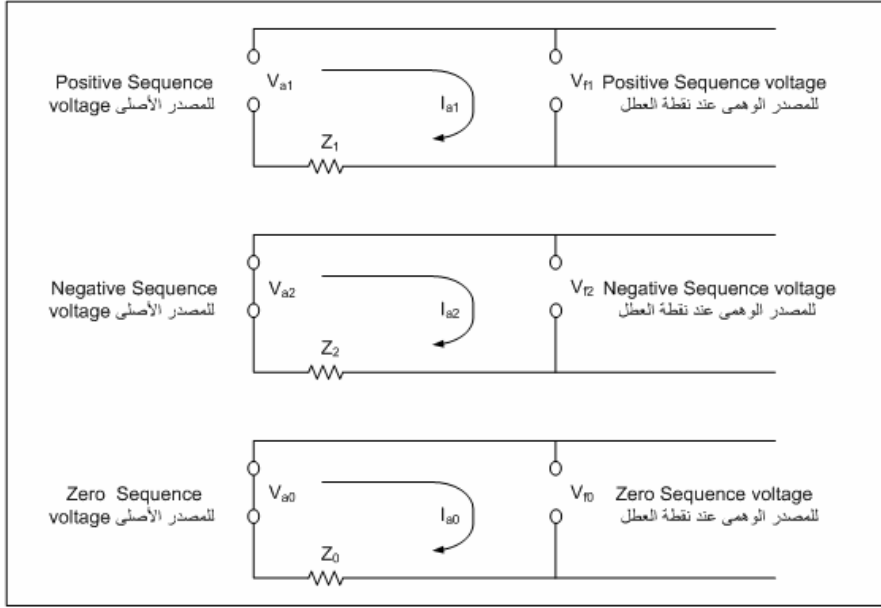 Positive Sequence
voltage للمصدر الأصلى
Va1
Ia1
Z1
Vf1 Positive Sequence voltage
للمصدر الوهمى عند نقطة العطل
Negative Sequence
voltage للمصدر الأصلى
Va2
Ia2
Z2
Vf2 Negative Sequence voltage
للمصدر الوهمى عند نقطة العطل
Zero Sequence
voltage للمصدر الأصلى
Va0
Ia0
Z0
Vf0 Zero Sequence voltage
للمصدر الوهمى عند نقطة العطل